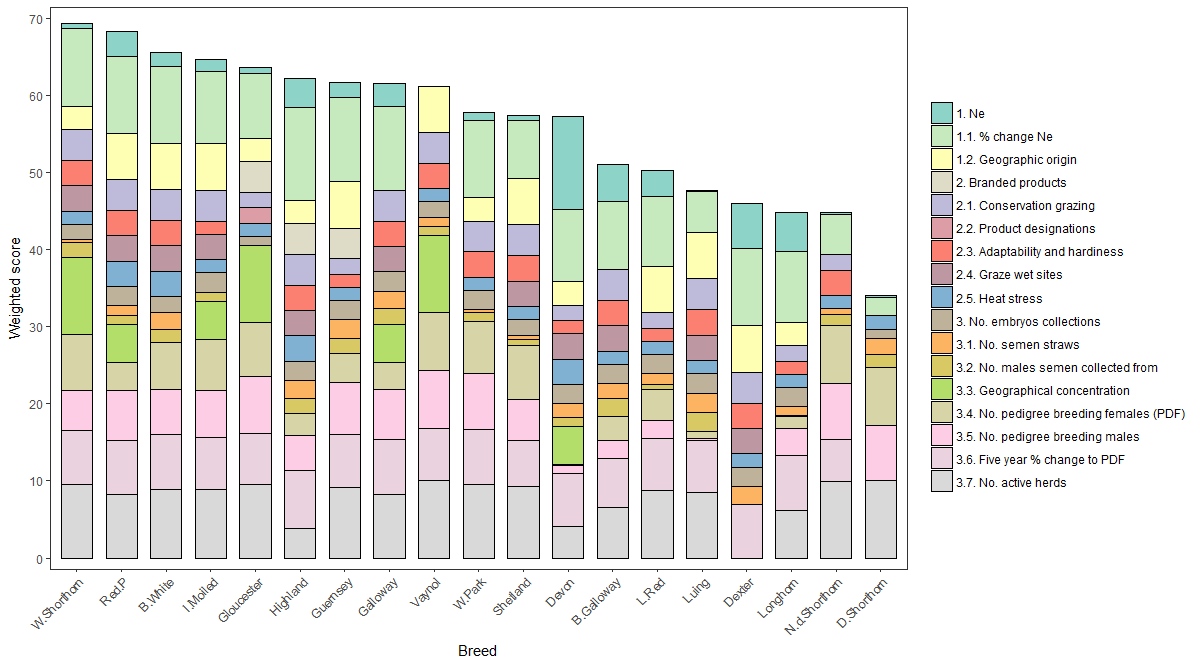 70
60
50
40
30
20
10
0
Weighted score
W.Shorthorn
Red.P
B.White
I.Molled
Gloucester
Highland
Guernsey
Galloway
Vaynol
W.Park
Shetland
Devon
B.Galloway
L.Red
Luing
Dexter
Longhorn
N.d.Shorthorn
D.Shorthorn
Breed
1. Ne
1.1. % change Ne
1.2. Geographic origin
2. Branded products
2.1. Conservation grazing
2.2. Product designations
2.3. Adaptability and hardiness
2.4. Graze wet sites
2.5. Heat stress
3. No. embryos collections
3.1. No. semen straws
3.2. No. males semen collected from
3.3. Geographical concentration
3.4. No. pedigree breeding females (PDF)
3.5. No. pedigree breeding males
3.6. Five year % change to PDF
3.7. No. active herds